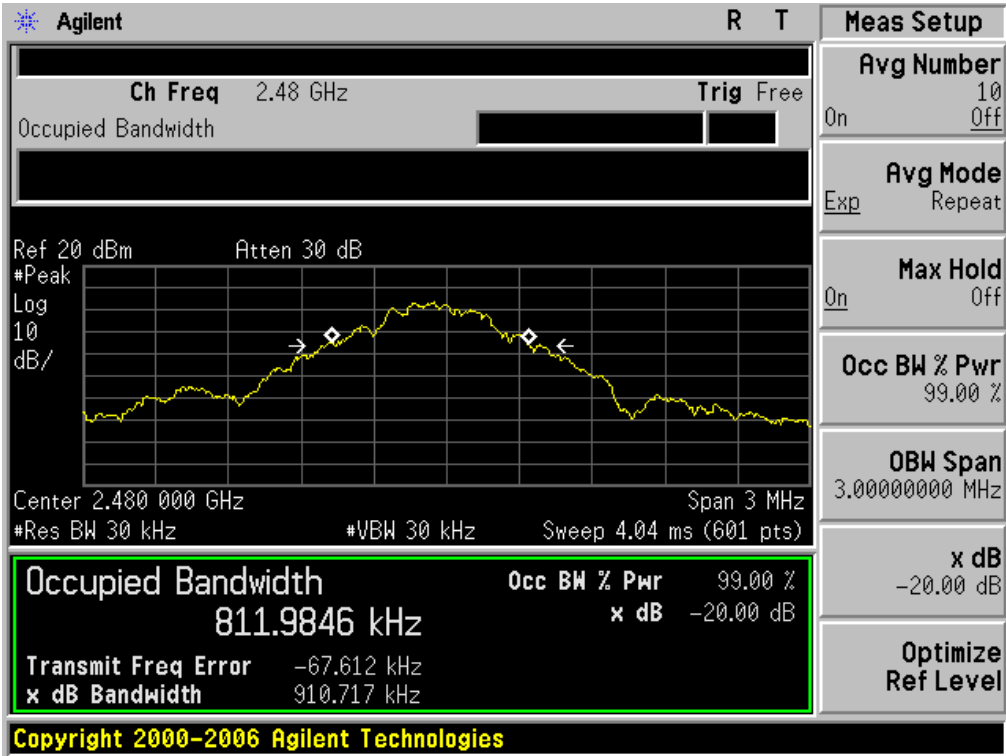 Agilent R T
Meas Setup
Ch Freq 2.48 GHz Trig Free
Occupied Bandwidth
Ref 20 dBm Atten 30 dB
#Peak
Log
10
dB/
Center 2.480 000 GHz Span 3 MHz
#Res BW 30 kHz #VBW 30 kHz Sweep 4.04 ms (601 pts)
Occupied Bandwidth
811.9846 kHz
Occ BW % Pwr 99.00 %
x dB -20.00 dB
Transmit Freq Error -67.612 kHz
x dB Bandwidth 910.717 kHz
Copyright 2000-2006 Agilent Technologies
Avg Number
10
On Off
Avg Mode
Exp Repeat
Max Hold
On Off
Occ BW % Pwr
99.00 %
OBW Span
3.00000000 MHz
x dB
-20.00 dB
Optimize
Ref Level